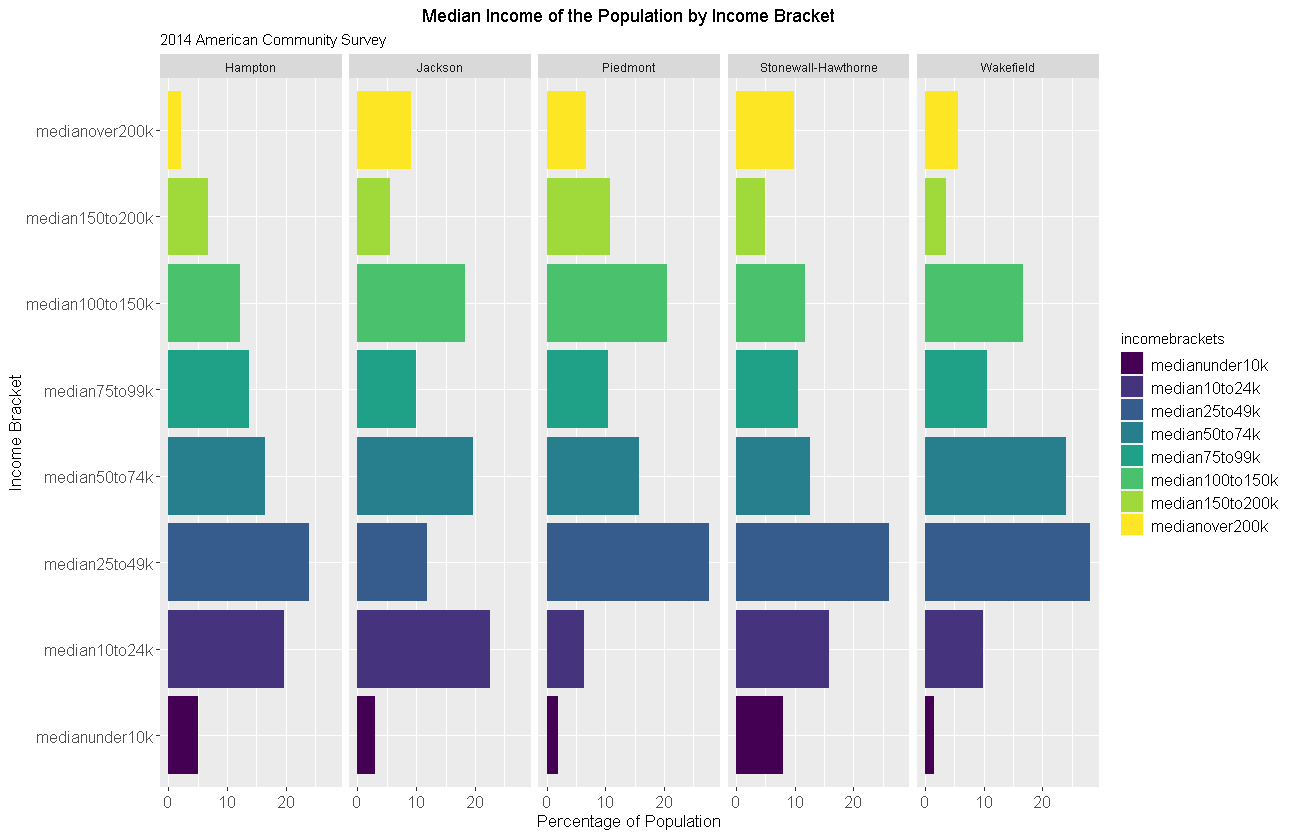 Median Income of the Population by Income Bracket
2014 American Community Survey
Hampton
Jackson
Piedmont
Stonewall-Hawthorne
Wakefield
Income Bracket
medianover200k
median150to200k
median100to150k
median75to99k
median50to74k
median25to49k
median10to24k
medianunder10k
0 10 20
0 10 20
0 10 20
0 10 20
0 10 20
Percentage of Population
incomebrackets
medianunder10k
median10to24k
median25to49k
median50to74k
median75to99k
median100to150k
median150to200k
medianover200k